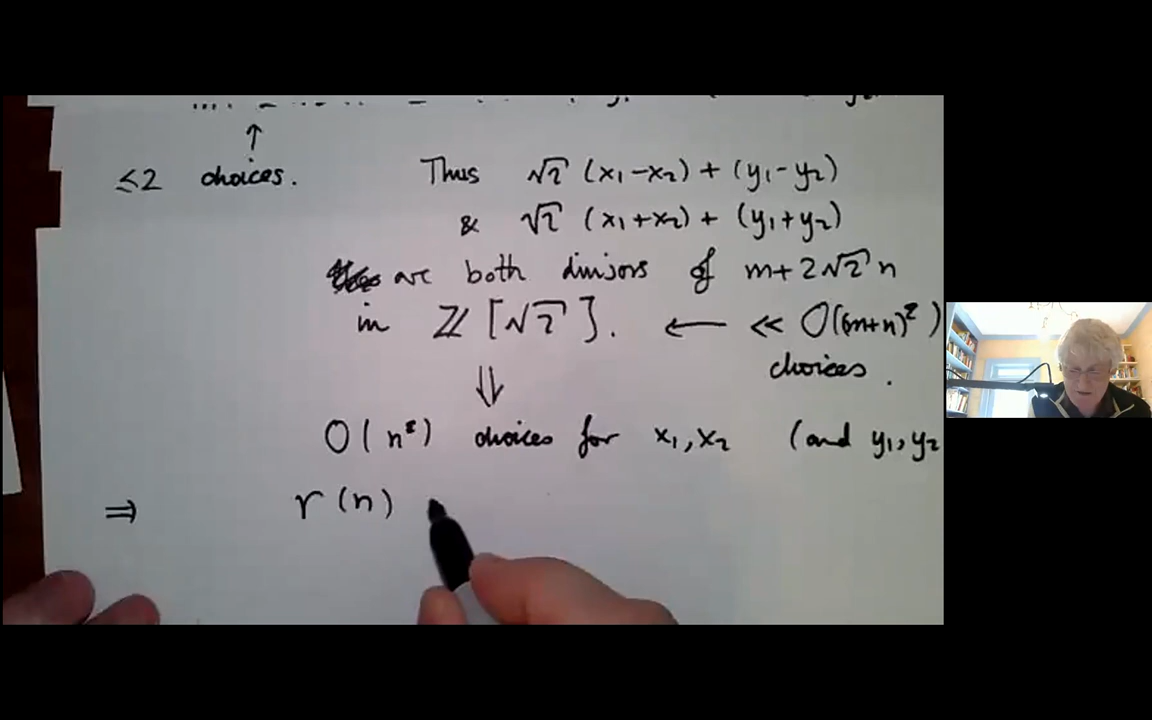 ↑
≤2 choices. Thus √2 (x₁-x₂) + (y₁-y₂)
& √2 (x₁+x₂) + (y₁+y₂)
are both divisors of m+2√2 n
in ℤ[√2]. ← ≪ O((m+n)^ε)
choices.
⇓
O(n^ε) choices for x₁,x₂ (and y₁,y₂
⇒ r(n)